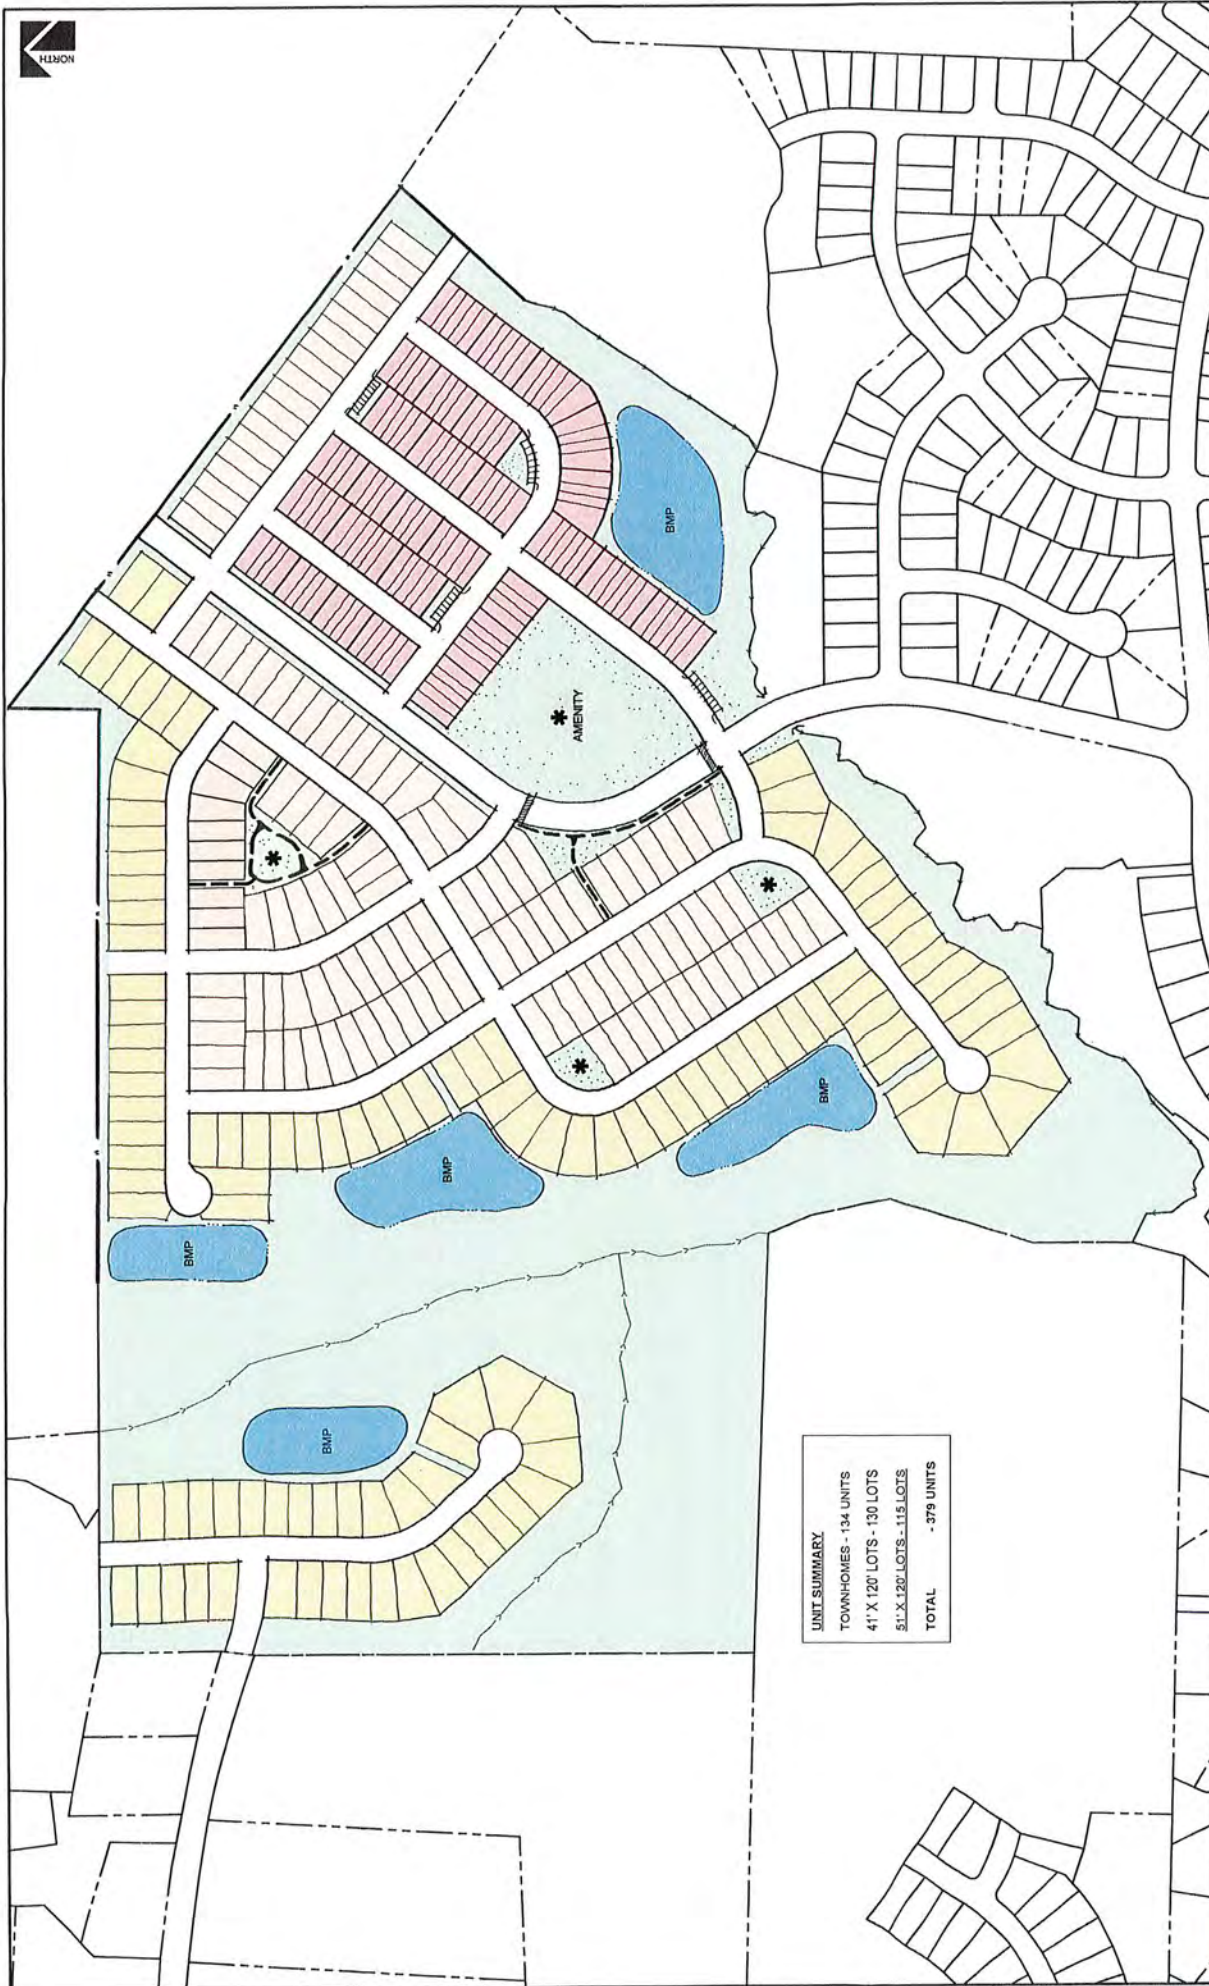 NORTH
BMP
* AMENITY
*
*
*
BMP
BMP
BMP
BMP
UNIT SUMMARY
TOWNHOMES - 134 UNITS
41' X 120' LOTS - 130 LOTS
51' X 120' LOTS - 115 LOTS
TOTAL - 379 UNITS